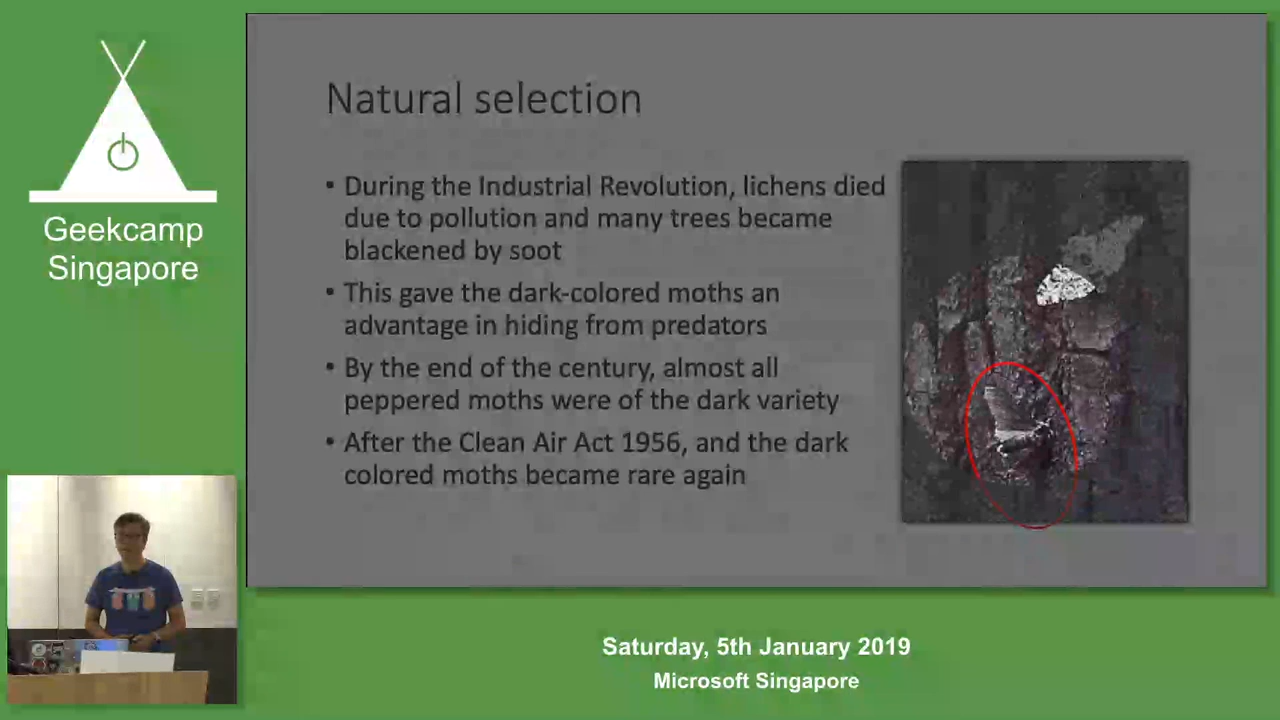 Geekcamp
Singapore
Natural selection
• During the Industrial Revolution, lichens died
due to pollution and many trees became
blackened by soot
• This gave the dark-colored moths an
advantage in hiding from predators
• By the end of the century, almost all
peppered moths were of the dark variety
• After the Clean Air Act 1956, and the dark
colored moths became rare again
Saturday, 5th January 2019
Microsoft Singapore